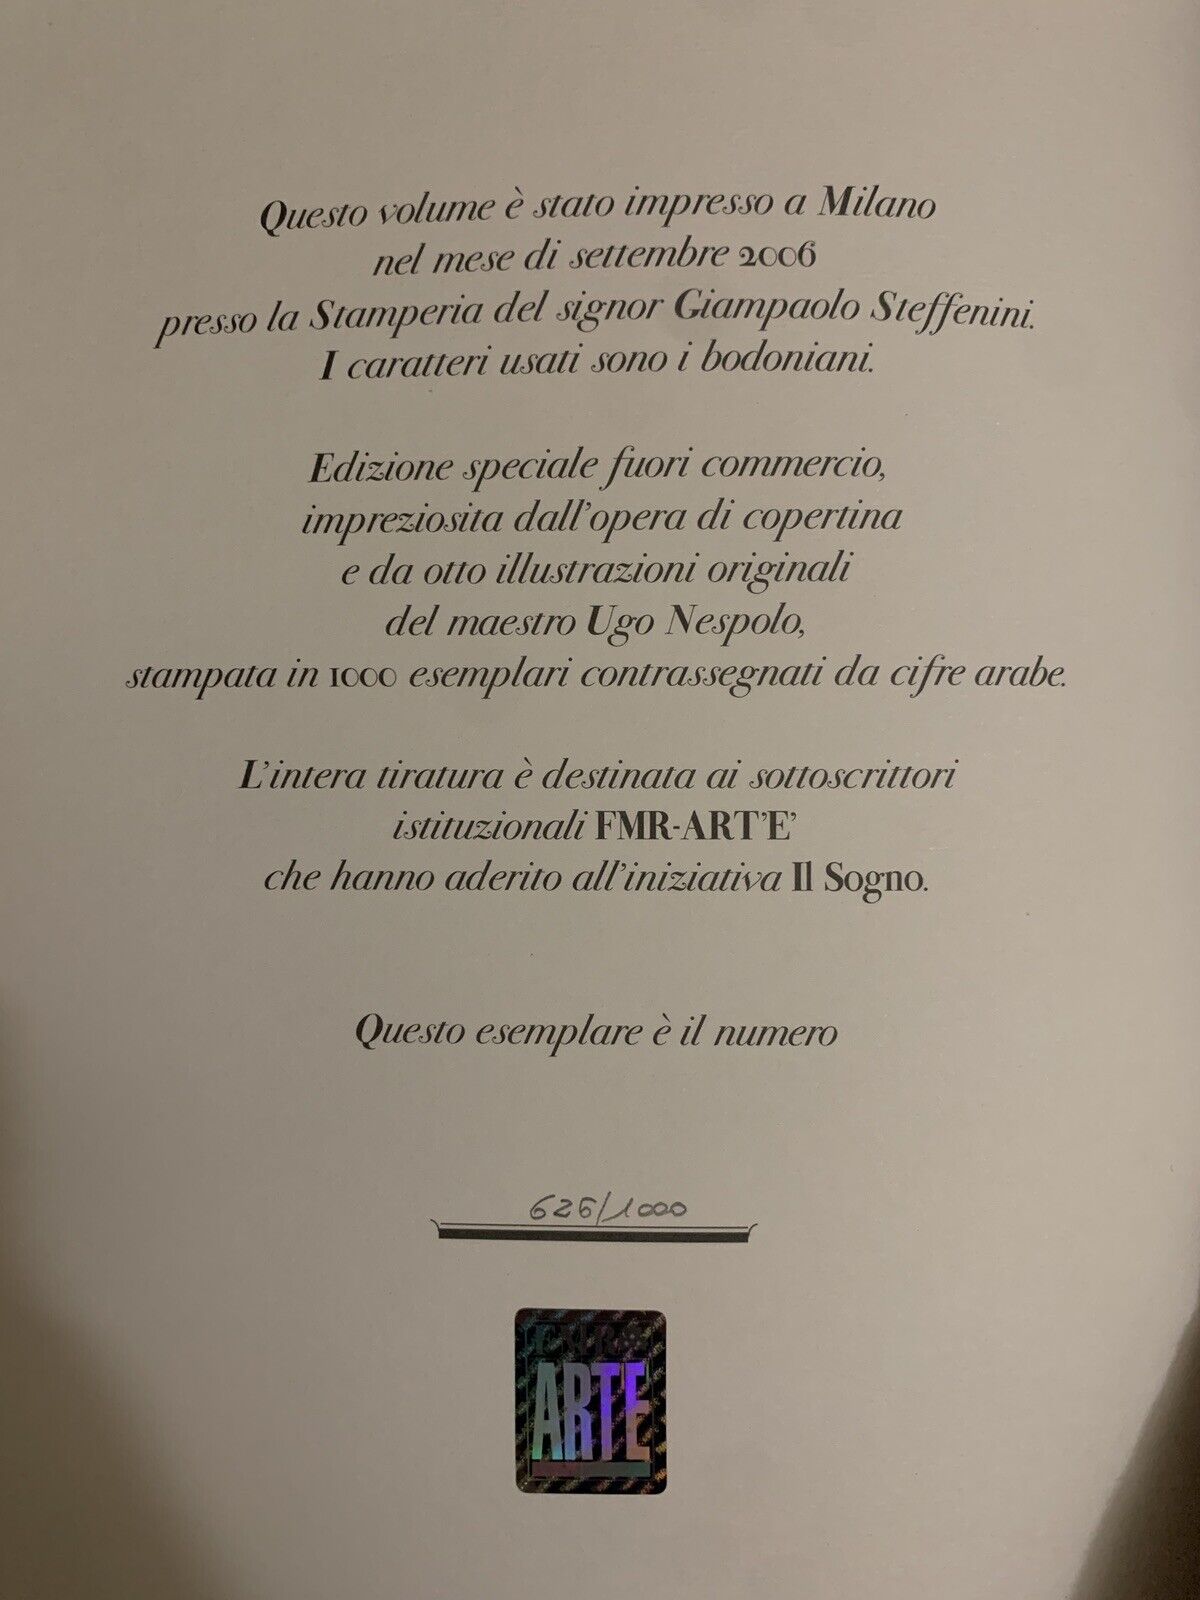 Questo volume è stato impresso a Milano
nel mese di settembre 2006
presso la Stamperia del signor Giampaolo Steffenini.
I caratteri usati sono i bodoniani.
Edizione speciale fuori commercio,
impreziosita dall'opera di copertina
e da otto illustrazioni originali
del maestro Ugo Nespolo,
stampata in 1000 esemplari contrassegnati da cifre arabe.
L'intera tiratura è destinata ai sottoscrittori
istituzionali FMR-ART'E'
che hanno aderito all'iniziativa Il Sogno.
Questo esemplare è il numero
626/1000
FMR
ARTE